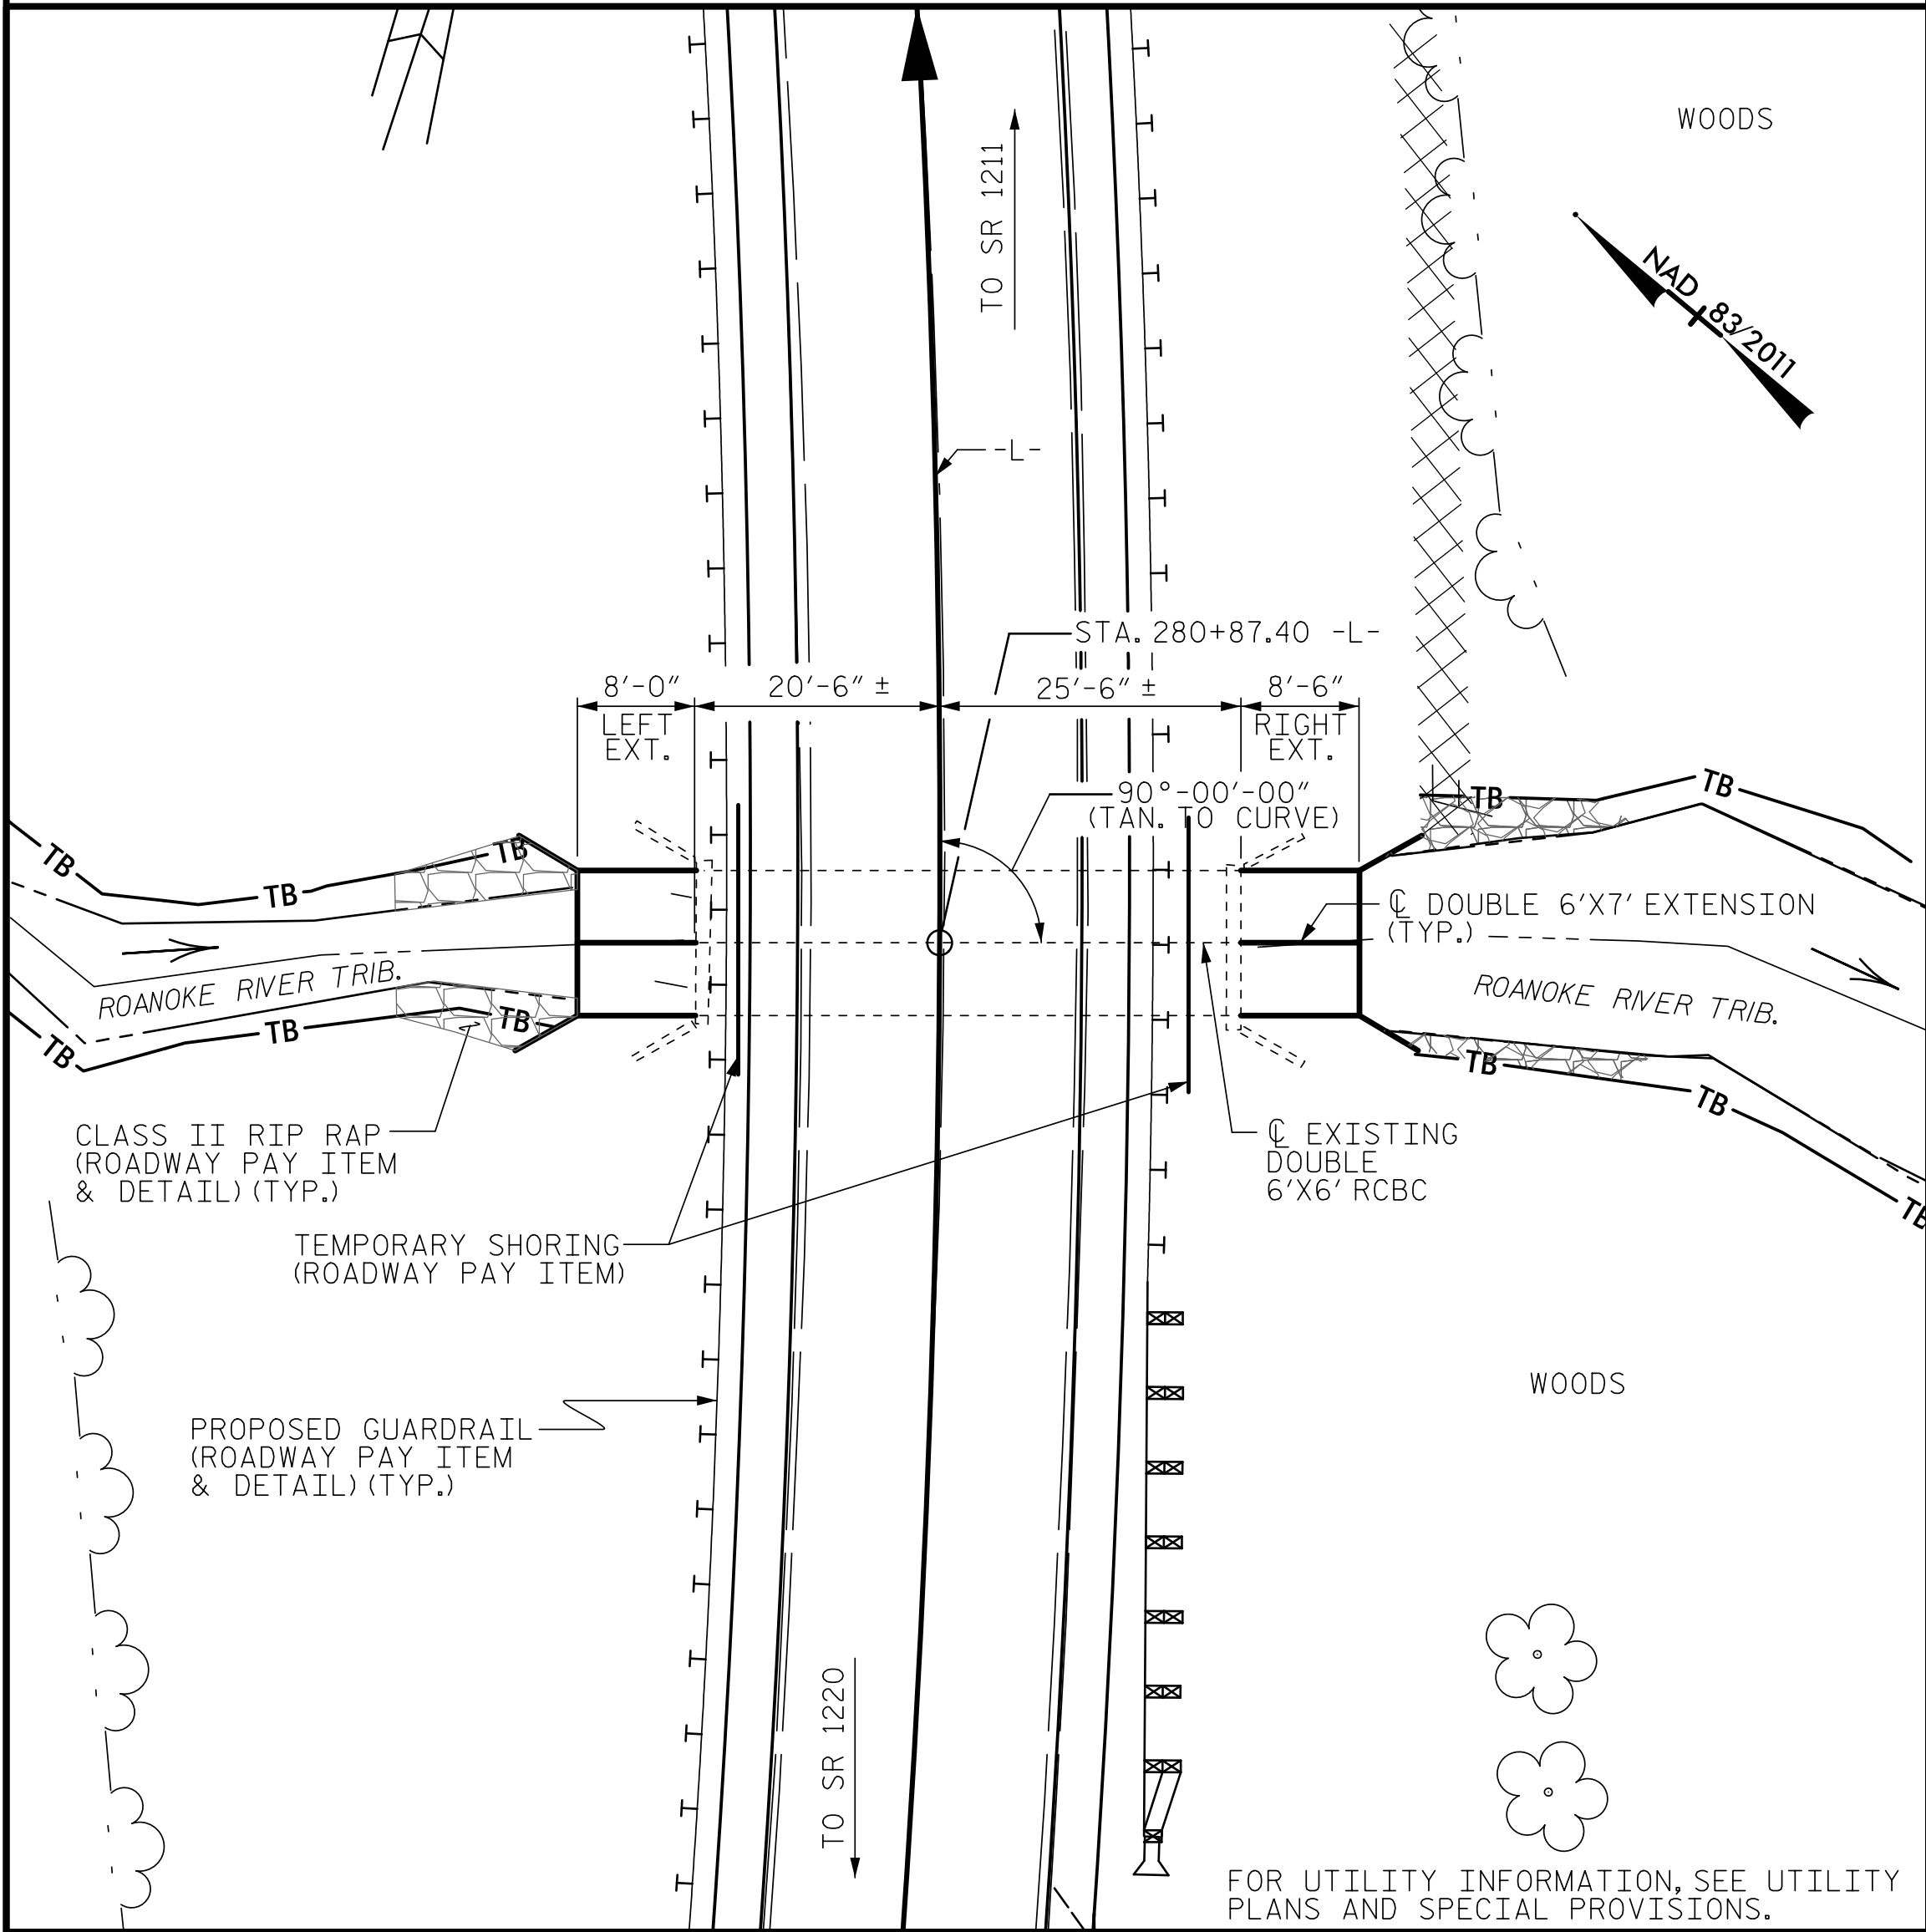 WOODS
TO SR 1211
NAD 83/2011
-L-
STA. 280+87.40 -L-
8'-0"
20'-6" ±
25'-6" ±
8'-6"
LEFT
EXT.
RIGHT
EXT.
90°-00'-00"
(TAN. TO CURVE)
TB
TB
TB
TB
TB
℄ DOUBLE 6'X7' EXTENSION
(TYP.)
ROANOKE RIVER TRIB.
ROANOKE RIVER TRIB.
TB
TB
TB
TB
TB
TB
CLASS II RIP RAP
(ROADWAY PAY ITEM
& DETAIL) (TYP.)
℄ EXISTING
DOUBLE
6'X6' RCBC
TEMPORARY SHORING
(ROADWAY PAY ITEM)
WOODS
PROPOSED GUARDRAIL
(ROADWAY PAY ITEM
& DETAIL) (TYP.)
TO SR 1220
FOR UTILITY INFORMATION, SEE UTILITY
PLANS AND SPECIAL PROVISIONS.